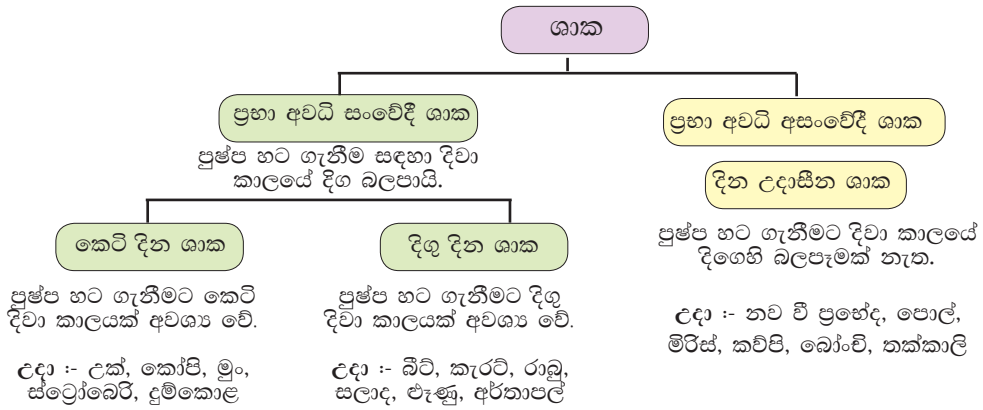 ශාක
ප්‍රභා අවධි සංවේදී ශාක
පුෂ්ප හට ගැනීම සඳහා දිවා
කාලයේ දිග බලපායි.
ප්‍රභා අවධි අසංවේදී ශාක
දින උදාසීන ශාක
පුෂ්ප හට ගැනීමට දිවා කාලයේ
දිගෙහි බලපෑමක් නැත.
උදා :- නව වී ප්‍රභේද, පොල්,
මිරිස්, කව්පි, බෝංචි, තක්කාලි
කෙටි දින ශාක
පුෂ්ප හට ගැනීමට කෙටි
දිවා කාලයක් අවශ්‍ය වේ.
උදා :- උක්, කෝපි, මුං,
ස්ට්‍රෝබෙරි, දුම්කොළ
දිගු දින ශාක
පුෂ්ප හට ගැනීමට දිගු
දිවා කාලයක් අවශ්‍ය වේ.
උදා :- බීට්, කැරට්, රාබු,
සලාද, ළූණු, අර්තාපල්